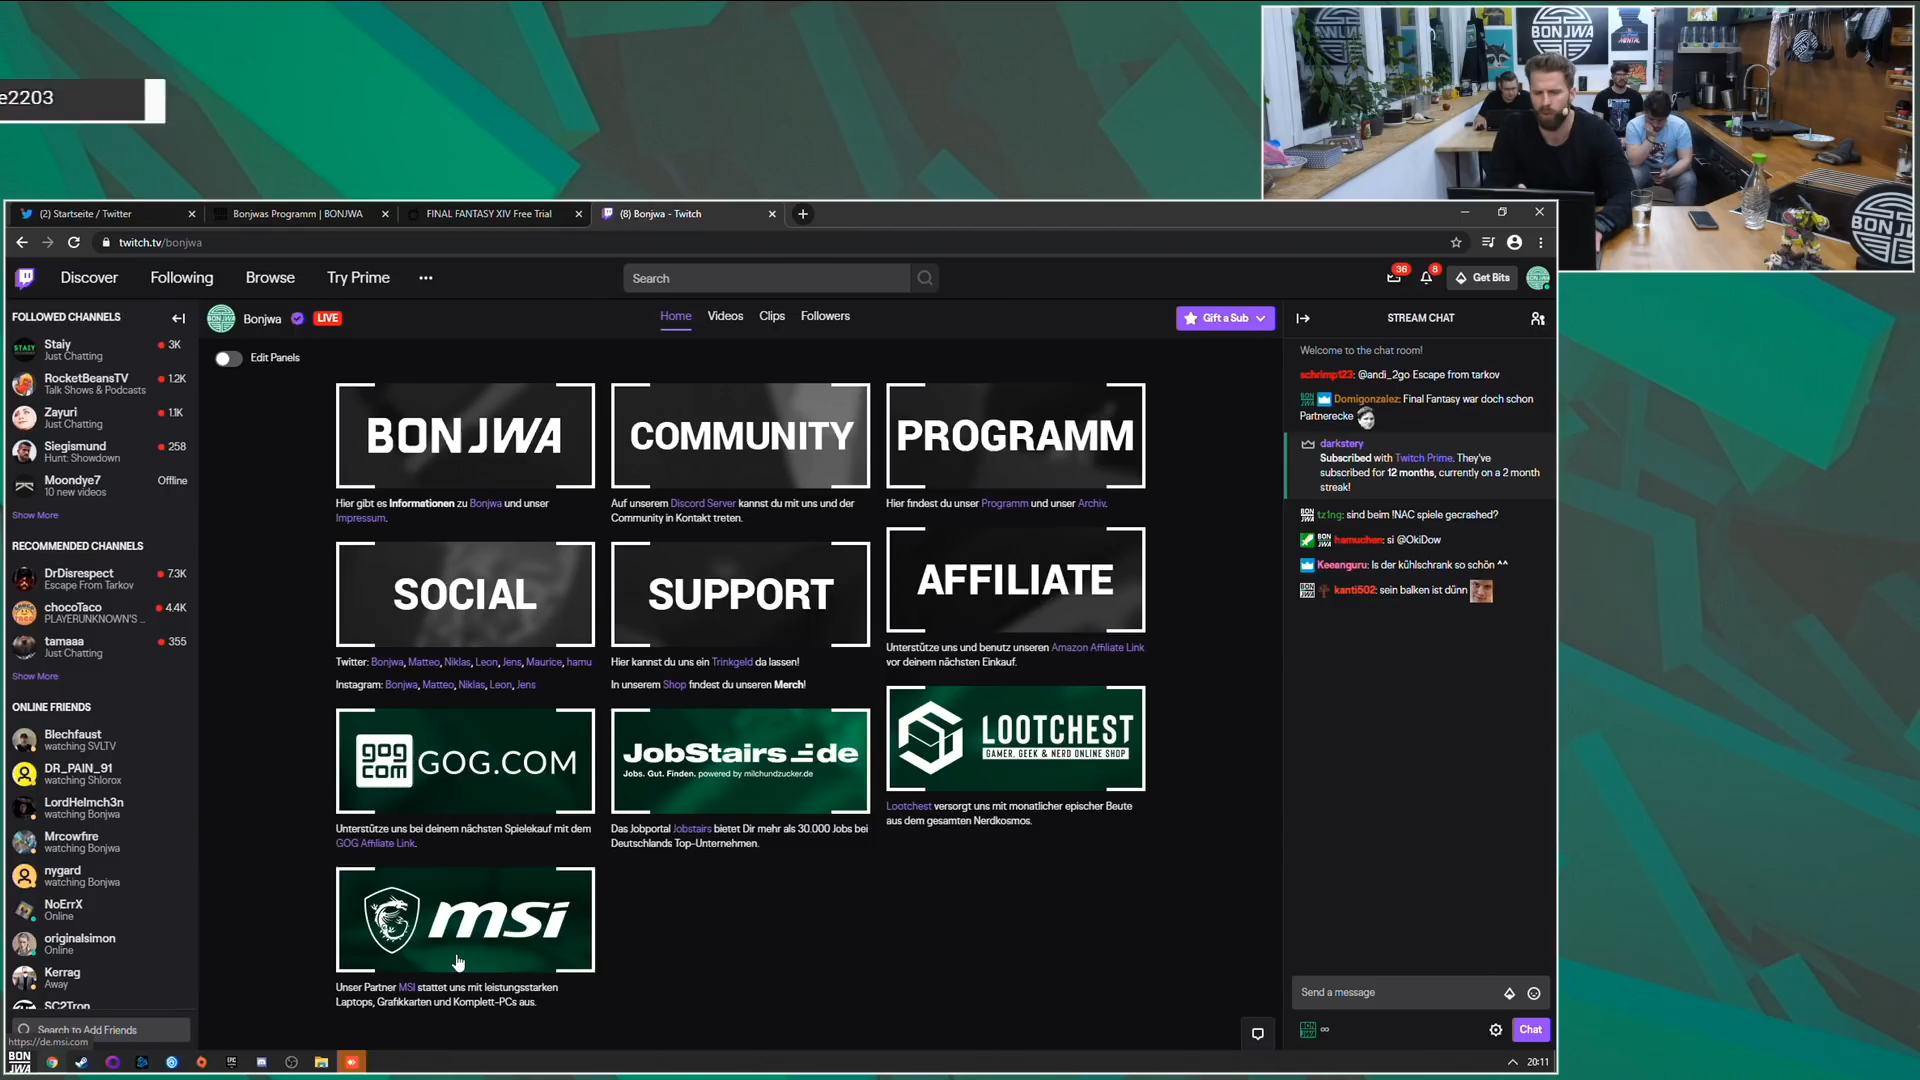 e2203
BONJWA
(2) Startseite / Twitter
Bonjwas Programm | BONJWA
FINAL FANTASY XIV Free Trial
(8) Bonjwa - Twitch
twitch.tv/bonjwa
Discover
Following
Browse
Try Prime
Search
36
8
Get Bits
FOLLOWED CHANNELS
Staiy
Just Chatting
3K
RocketBeansTV
Talk Shows & Podcasts
1.2K
Zayuri
Just Chatting
1.1K
Siegismund
Hunt: Showdown
258
Moondye7
10 new videos
Offline
Show More
RECOMMENDED CHANNELS
DrDisrespect
Escape From Tarkov
7.3K
chocoTaco
PLAYERUNKNOWN'S ...
4.4K
tamaaa
Just Chatting
355
Show More
ONLINE FRIENDS
Blechfaust
watching SVLTV
DR_PAIN_91
watching Shlorox
LordHelmch3n
watching Bonjwa
Mrcowfire
watching Bonjwa
nygard
watching Bonjwa
NoErrX
Online
originalsimon
Online
Kerrag
Away
SC2Tron
Search to Add Friends
https://de.msi.com
Bonjwa
LIVE
Home
Videos
Clips
Followers
Gift a Sub
Edit Panels
BONJWA
Hier gibt es Informationen zu Bonjwa und unser
Impressum.
COMMUNITY
Auf unserem Discord Server kannst du mit uns und der
Community in Kontakt treten.
PROGRAMM
Hier findest du unser Programm und unser Archiv.
SOCIAL
Twitter: Bonjwa, Matteo, Niklas, Leon, Jens, Maurice, hamu
Instagram: Bonjwa, Matteo, Niklas, Leon, Jens
SUPPORT
Hier kannst du uns ein Trinkgeld da lassen!
In unserem Shop findest du unseren Merch!
AFFILIATE
Unterstütze uns und benutz unseren Amazon Affiliate Link
vor deinem nächsten Einkauf.
gog
com
GOG.COM
Unterstütze uns bei deinem nächsten Spielekauf mit dem
GOG Affiliate Link.
JobStairs.de
Jobs. Gut. Finden. powered by milchundzucker.de
Das Jobportal Jobstairs bietet Dir mehr als 30.000 Jobs bei
Deutschlands Top-Unternehmen.
LOOTCHEST
GAMER, GEEK & NERD ONLINE SHOP
Lootchest versorgt uns mit monatlicher epischer Beute
aus dem gesamten Nerdkosmos.
msi
Unser Partner MSI stattet uns mit leistungsstarken
Laptops, Grafikkarten und Komplett-PCs aus.
STREAM CHAT
Welcome to the chat room!
schrimp123: @andi_2go Escape from tarkov
Domigonzalez: Final Fantasy war doch schon
Partnerecke
darkstery
Subscribed with Twitch Prime. They've
subscribed for 12 months, currently on a 2 month
streak!
tz1ng: sind beim !NAC spiele gecrashed?
hamuchen: si @OkiDow
Keeanguru: Is der kühlschrank so schön ^^
kanti502: sein balken ist dünn
Send a message
∞
Chat
BON
JWA
20:11